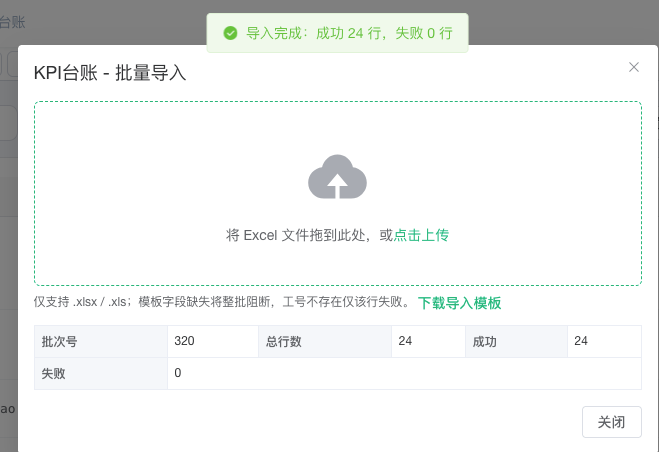 台账
导入完成：成功 24 行，失败 0 行
KPI台账 - 批量导入
将 Excel 文件拖到此处，或点击上传
仅支持 .xlsx / .xls；模板字段缺失将整批阻断，工号不存在仅该行失败。 下载导入模板
批次号 320 总行数 24 成功 24
失败 0
ao
关闭